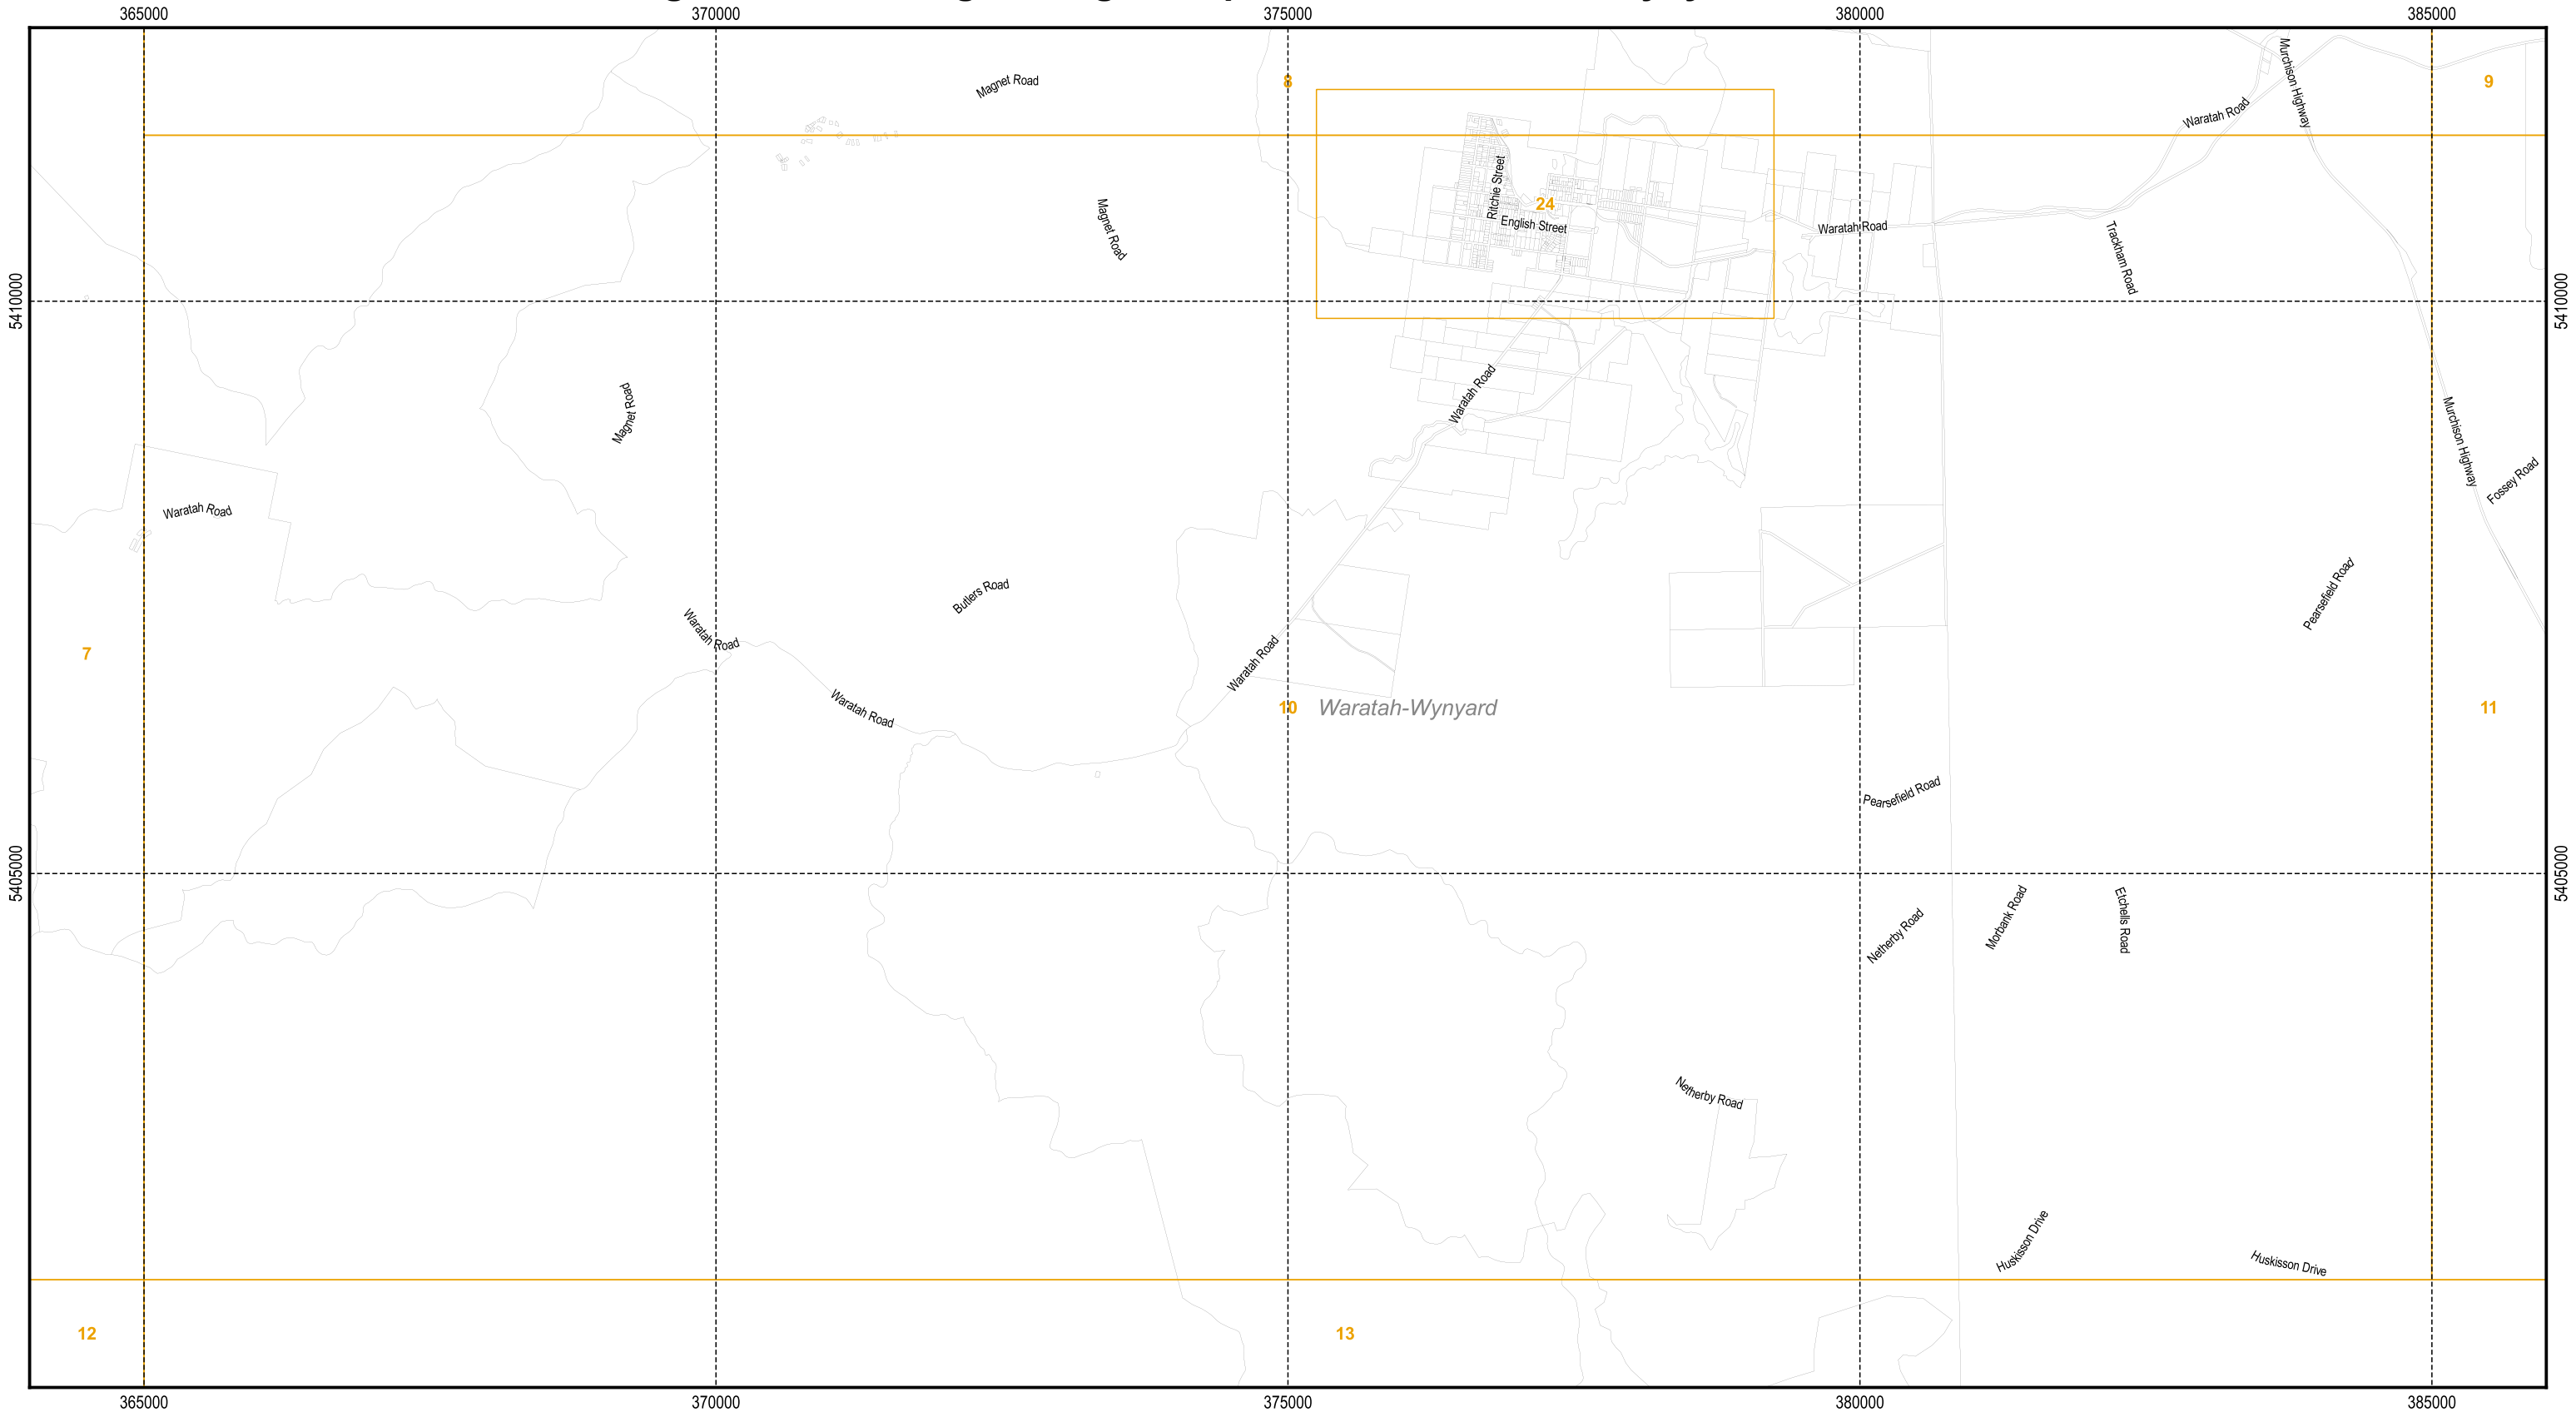 365000
370000
375000
380000
385000
8
9
Magnet Road
Murchison Highway
Waratah Road
Ritchie Street
24
English Street
Magnet Road
Waratah Road
Trackham Road
5410000
5410000
Magnet Road
Waratah Road
Murchison Highway
Fossey Road
Waratah Road
Butlers Road
Pearsefield Road
Waratah Road
Waratah Road
7
Waratah Road
10
Waratah-Wynyard
11
Pearsefield Road
5405000
5405000
Netherby Road
Morbank Road
Etchells Road
Netherby Road
Huskisson Drive
Huskisson Drive
12
13
365000
370000
375000
380000
385000